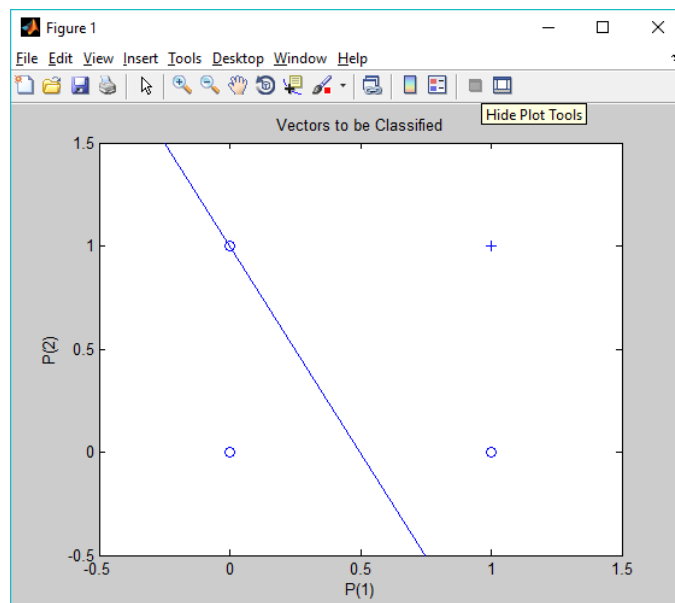 Figure 1
File Edit View Insert Tools Desktop Window Help
Hide Plot Tools
Vectors to be Classified
1.5
1
0.5
0
-0.5
P(2)
-0.5 0 0.5 1 1.5
P(1)